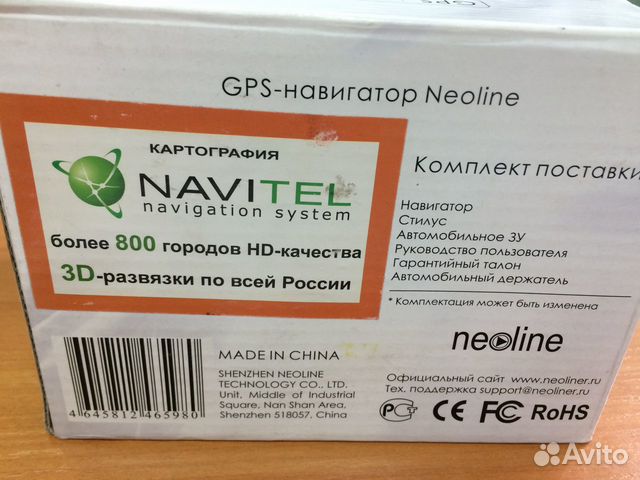 GPS
GPS-навигатор Neoline
КАРТОГРАФИЯ
NAVITEL
navigation system
более 800 городов HD-качества
3D-развязки по всей России
Комплект поставки
Навигатор
Стилус
Автомобильное ЗУ
Руководство пользователя
Гарантийный талон
Автомобильный держатель
* Комплектация может быть изменена
neoline
MADE IN CHINA
SHENZHEN NEOLINE
TECHNOLOGY CO., LTD.
Unit, Middle of Industrial
Square, Nan Shan Area,
Shenzhen 518057, China
4 645812 465980
Официальный сайт www.neoliner.ru
Тех. поддержка support@neoliner.ru
РСТ CE FC RoHS
Avito